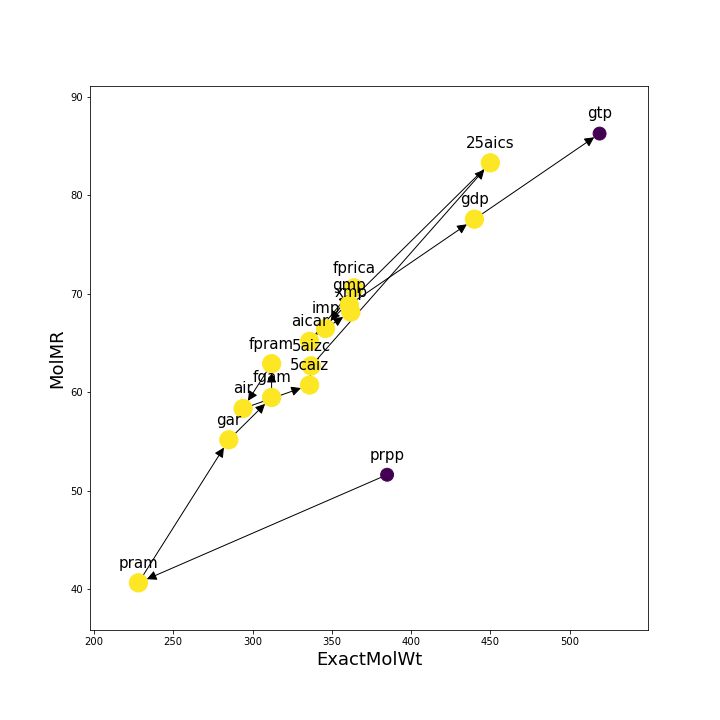 90
80
70
60
50
40
MolMR
200
250
300
350
400
450
500
ExactMolWt
gtp
25aics
gdp
fprica
gmp
xmp
imp
aicar
fpram
5aizc
5caiz
fgam
air
gar
prpp
pram